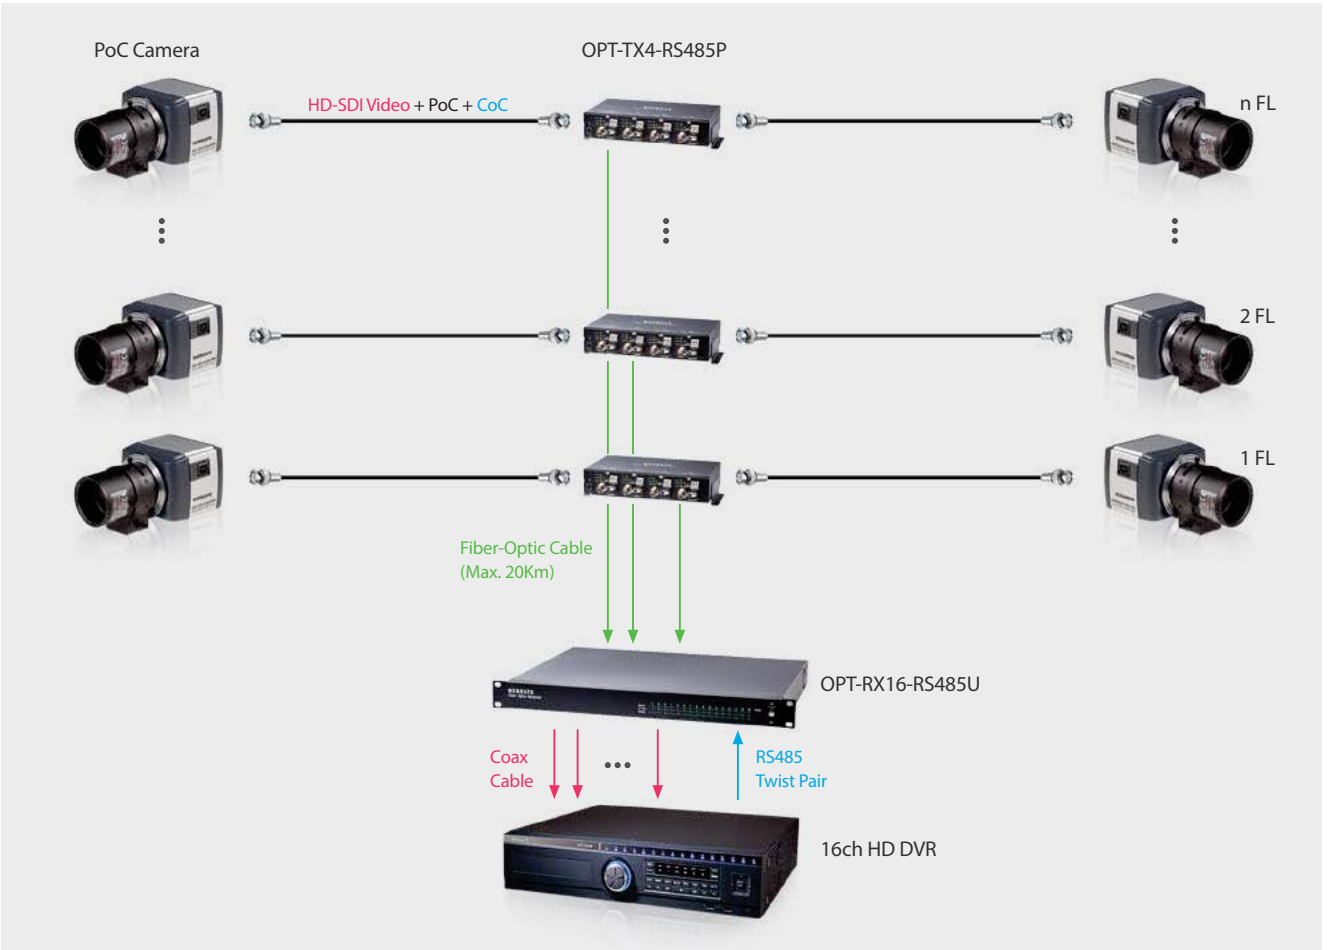 PoC Camera
OPT-TX4-RS485P
HD-SDI Video + PoC + CoC
n FL
2 FL
1 FL
Fiber-Optic Cable
(Max. 20Km)
WEBGATE
OPT-RX16-RS485U
Coax
Cable
RS485
Twist Pair
16ch HD DVR